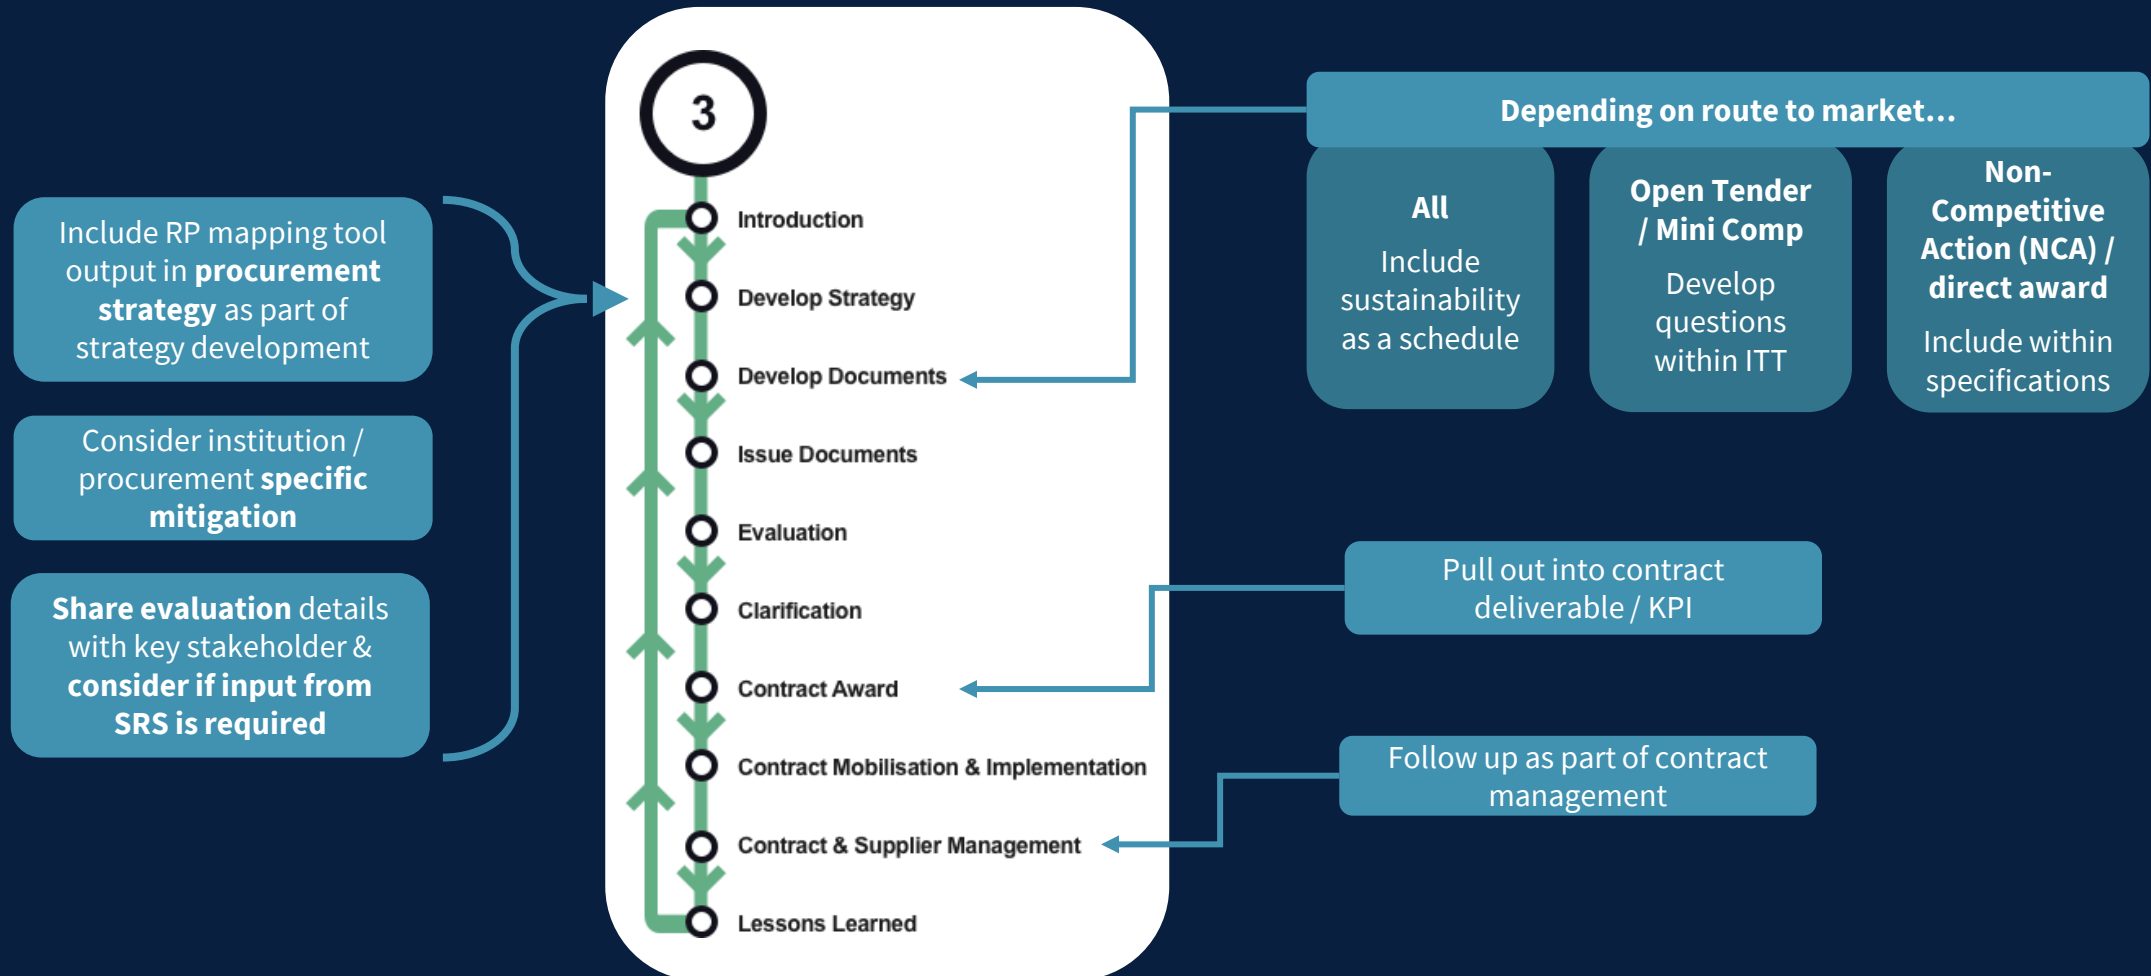 Include RP mapping tool
output in procurement
strategy as part of
strategy development
Consider institution /
procurement specific
mitigation
Share evaluation details
with key stakeholder &
consider if input from
SRS is required
3
Introduction
Develop Strategy
Develop Documents
Issue Documents
Evaluation
Clarification
Contract Award
Contract Mobilisation & Implementation
Contract & Supplier Management
Lessons Learned
Depending on route to market...
All
Include
sustainability
as a schedule
Open Tender
/ Mini Comp
Develop
questions
within ITT
Non-
Competitive
Action (NCA) /
direct award
Include within
specifications
Pull out into contract
deliverable / KPI
Follow up as part of contract
management